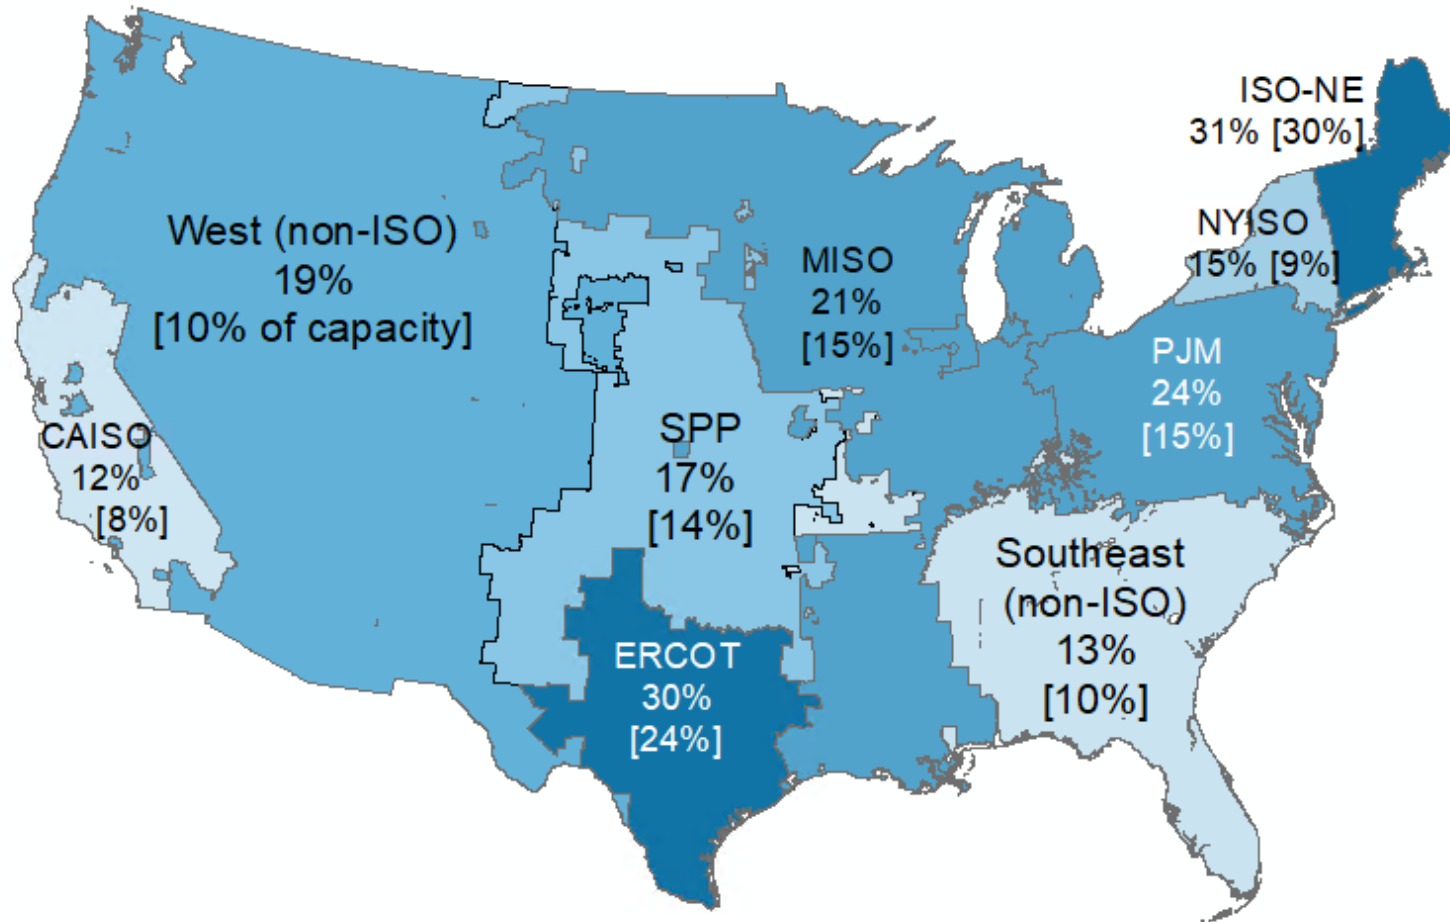 ISO-NE
31% [30%]
West (non-ISO)
19%
[10% of capacity]
NYISO
15% [9%]
MISO
21%
[15%]
PJM
24%
[15%]
CAISO
12%
[8%]
SPP
17%
[14%]
Southeast
(non-ISO)
13%
[10%]
ERCOT
30%
[24%]